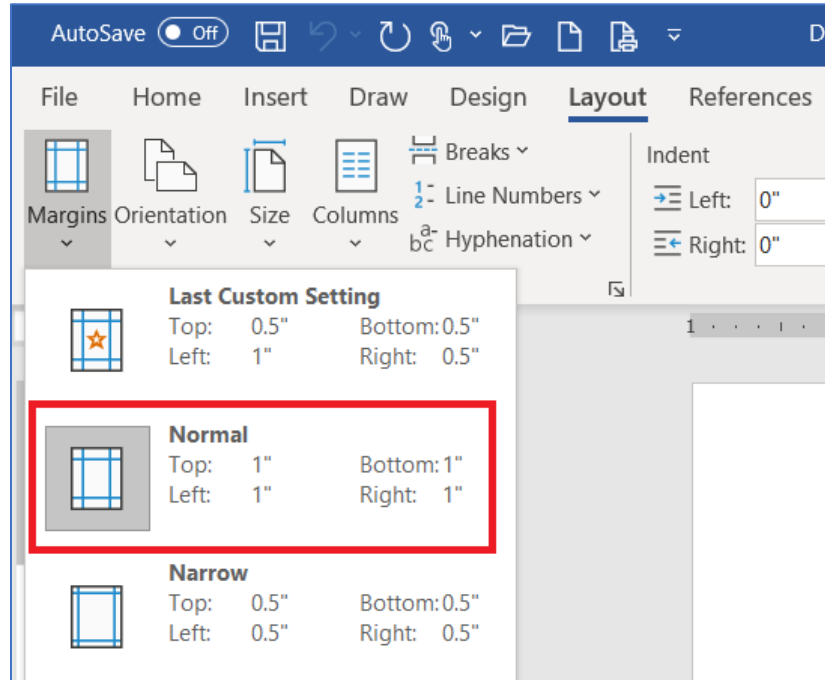 AutoSave Off D
File Home Insert Draw Design Layout References
Margins Orientation Size Columns
Breaks
1 2 Line Numbers
a- bc Hyphenation
Indent
Left: 0"
Right: 0"
Last Custom Setting
Top: 0.5" Bottom: 0.5"
Left: 1" Right: 0.5"
Normal
Top: 1" Bottom: 1"
Left: 1" Right: 1"
Narrow
Top: 0.5" Bottom: 0.5"
Left: 0.5" Right: 0.5"
1